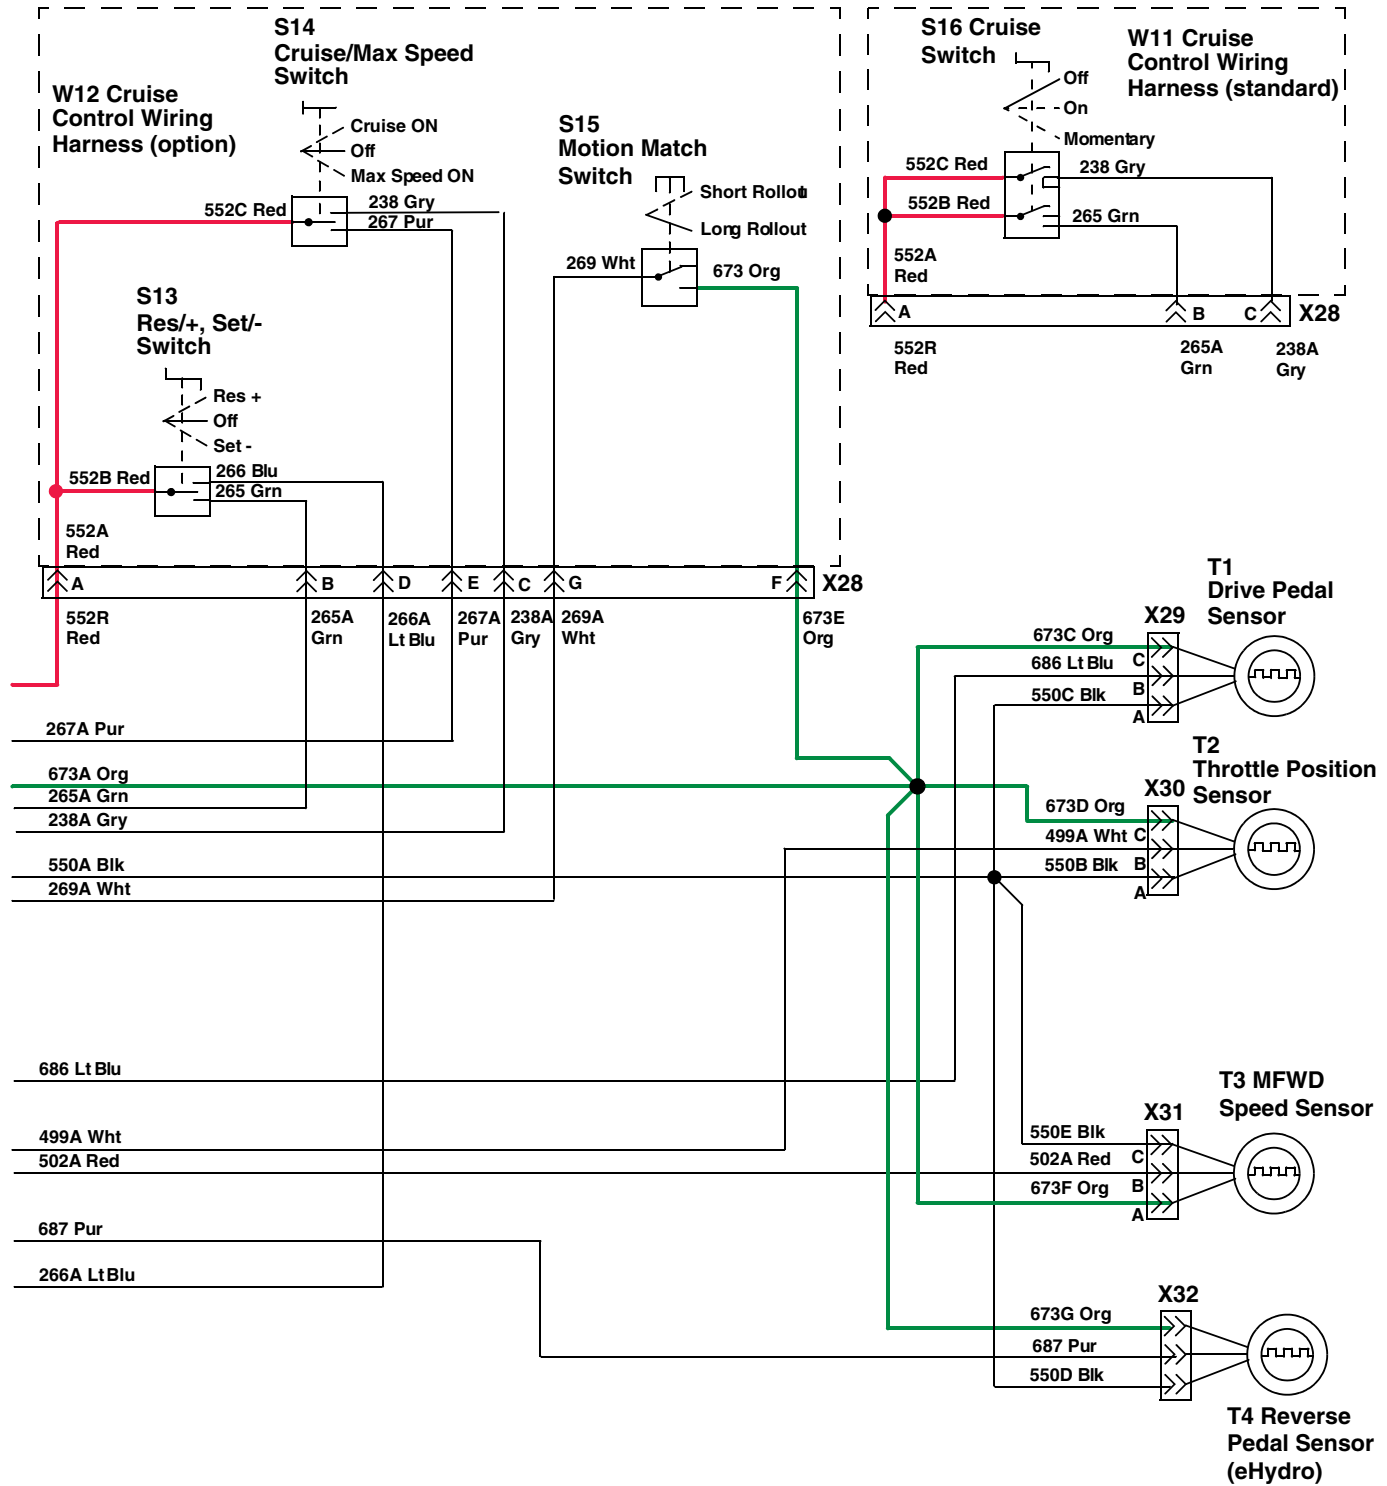 S14
Cruise/Max Speed
Switch
W12 Cruise
Control Wiring
Harness (option)
Cruise ON
Off
Max Speed ON
552C Red
238 Gry
267 Pur
S15
Motion Match
Switch
Short Rollout
Long Rollout
269 Wht
673 Org
S13
Res/+, Set/-
Switch
Res +
Off
Set -
552B Red
266 Blu
265 Grn
552A
Red
A
B
D
E
C
G
F
X28
552R
Red
265A
Grn
266A
Lt Blu
267A
Pur
238A
Gry
269A
Wht
673E
Org
S16 Cruise
Switch
W11 Cruise
Control Wiring
Harness (standard)
Off
On
Momentary
552C Red
238 Gry
552B Red
265 Grn
552A
Red
A
B
C
X28
552R
Red
265A
Grn
238A
Gry
267A Pur
673A Org
265A Grn
238A Gry
550A Blk
269A Wht
686 Lt Blu
499A Wht
502A Red
687 Pur
266A Lt Blu
T1
Drive Pedal
Sensor
X29
673C Org
C
686 Lt Blu
B
550C Blk
A
T2
Throttle Position
Sensor
X30
673D Org
499A Wht
C
550B Blk
B
A
T3 MFWD
Speed Sensor
X31
550E Blk
C
502A Red
B
673F Org
A
X32
673G Org
687 Pur
550D Blk
T4 Reverse
Pedal Sensor
(eHydro)